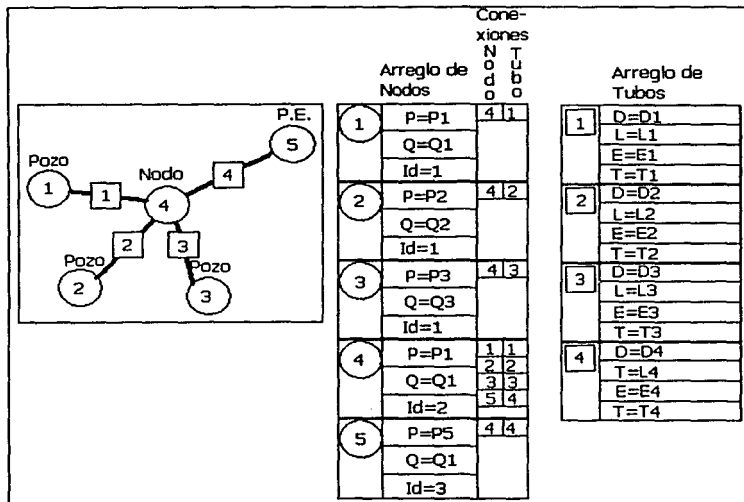 Cone-
xiones
Nodo
Tubo
Arreglo de
Nodos
Arreglo de
Tubos
P.E.
5
Pozo
Nodo
4
1
1
4
2
3
Pozo
Pozo
2
3
1
P=P1
4 1
Q=Q1
Id=1
2
P=P2
4 2
Q=Q2
Id=1
3
P=P3
4 3
Q=Q3
Id=1
4
P=P1
1 1
2 2
Q=Q1
3 3
5 4
Id=2
5
P=P5
4 4
Q=Q1
Id=3
1
D=D1
L=L1
E=E1
T=T1
2
D=D2
L=L2
E=E2
T=T2
3
D=D3
L=L3
E=E3
T=T3
4
D=D4
T=L4
E=E4
T=T4